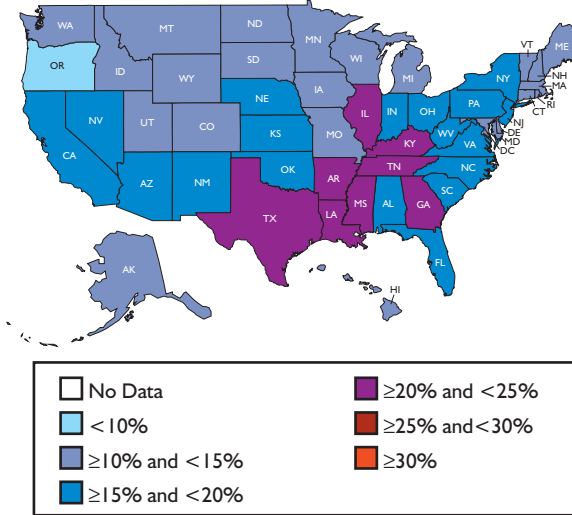 WA
MT
ND
MN
VT
ME
OR
ID
SD
WI
MI
NY
NH
MA
WY
IA
NE
PA
RI
CT
NV
UT
CO
IL
IN
OH
NJ
DE
MD
DC
CA
KS
MO
WV
VA
KY
AZ
NM
OK
AR
TN
NC
SC
TX
LA
MS
AL
GA
FL
AK
HI
No Data
<10%
≥10% and <15%
≥15% and <20%
≥20% and <25%
≥25% and<30%
≥30%